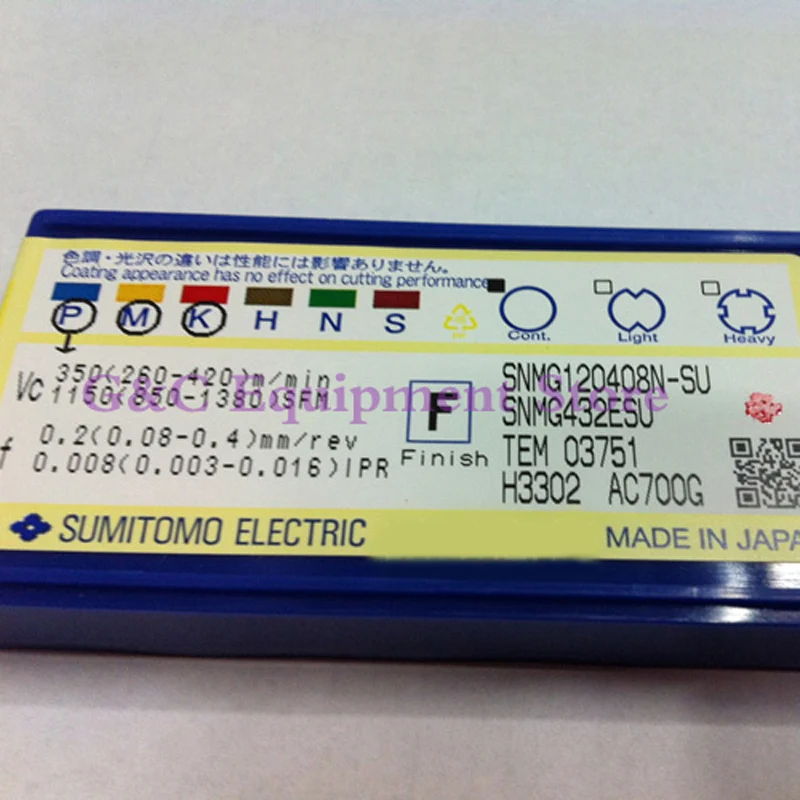 色調・光沢の違いは性能には影響ありません。
Coating appearance has no effect on cutting performance
P M K H N S
Cont. Light Heavy
Vc 350(260-420)m/min
1150(850-1380)SFM
f 0.2(0.08-0.4)mm/rev
0.008(0.003-0.016)IPR
F
Finish
SNMG120408N-SU
SNMG432ESU
TEM 03751
H3302 AC700G
G&C Equipment Store
SUMITOMO ELECTRIC
MADE IN JAPA